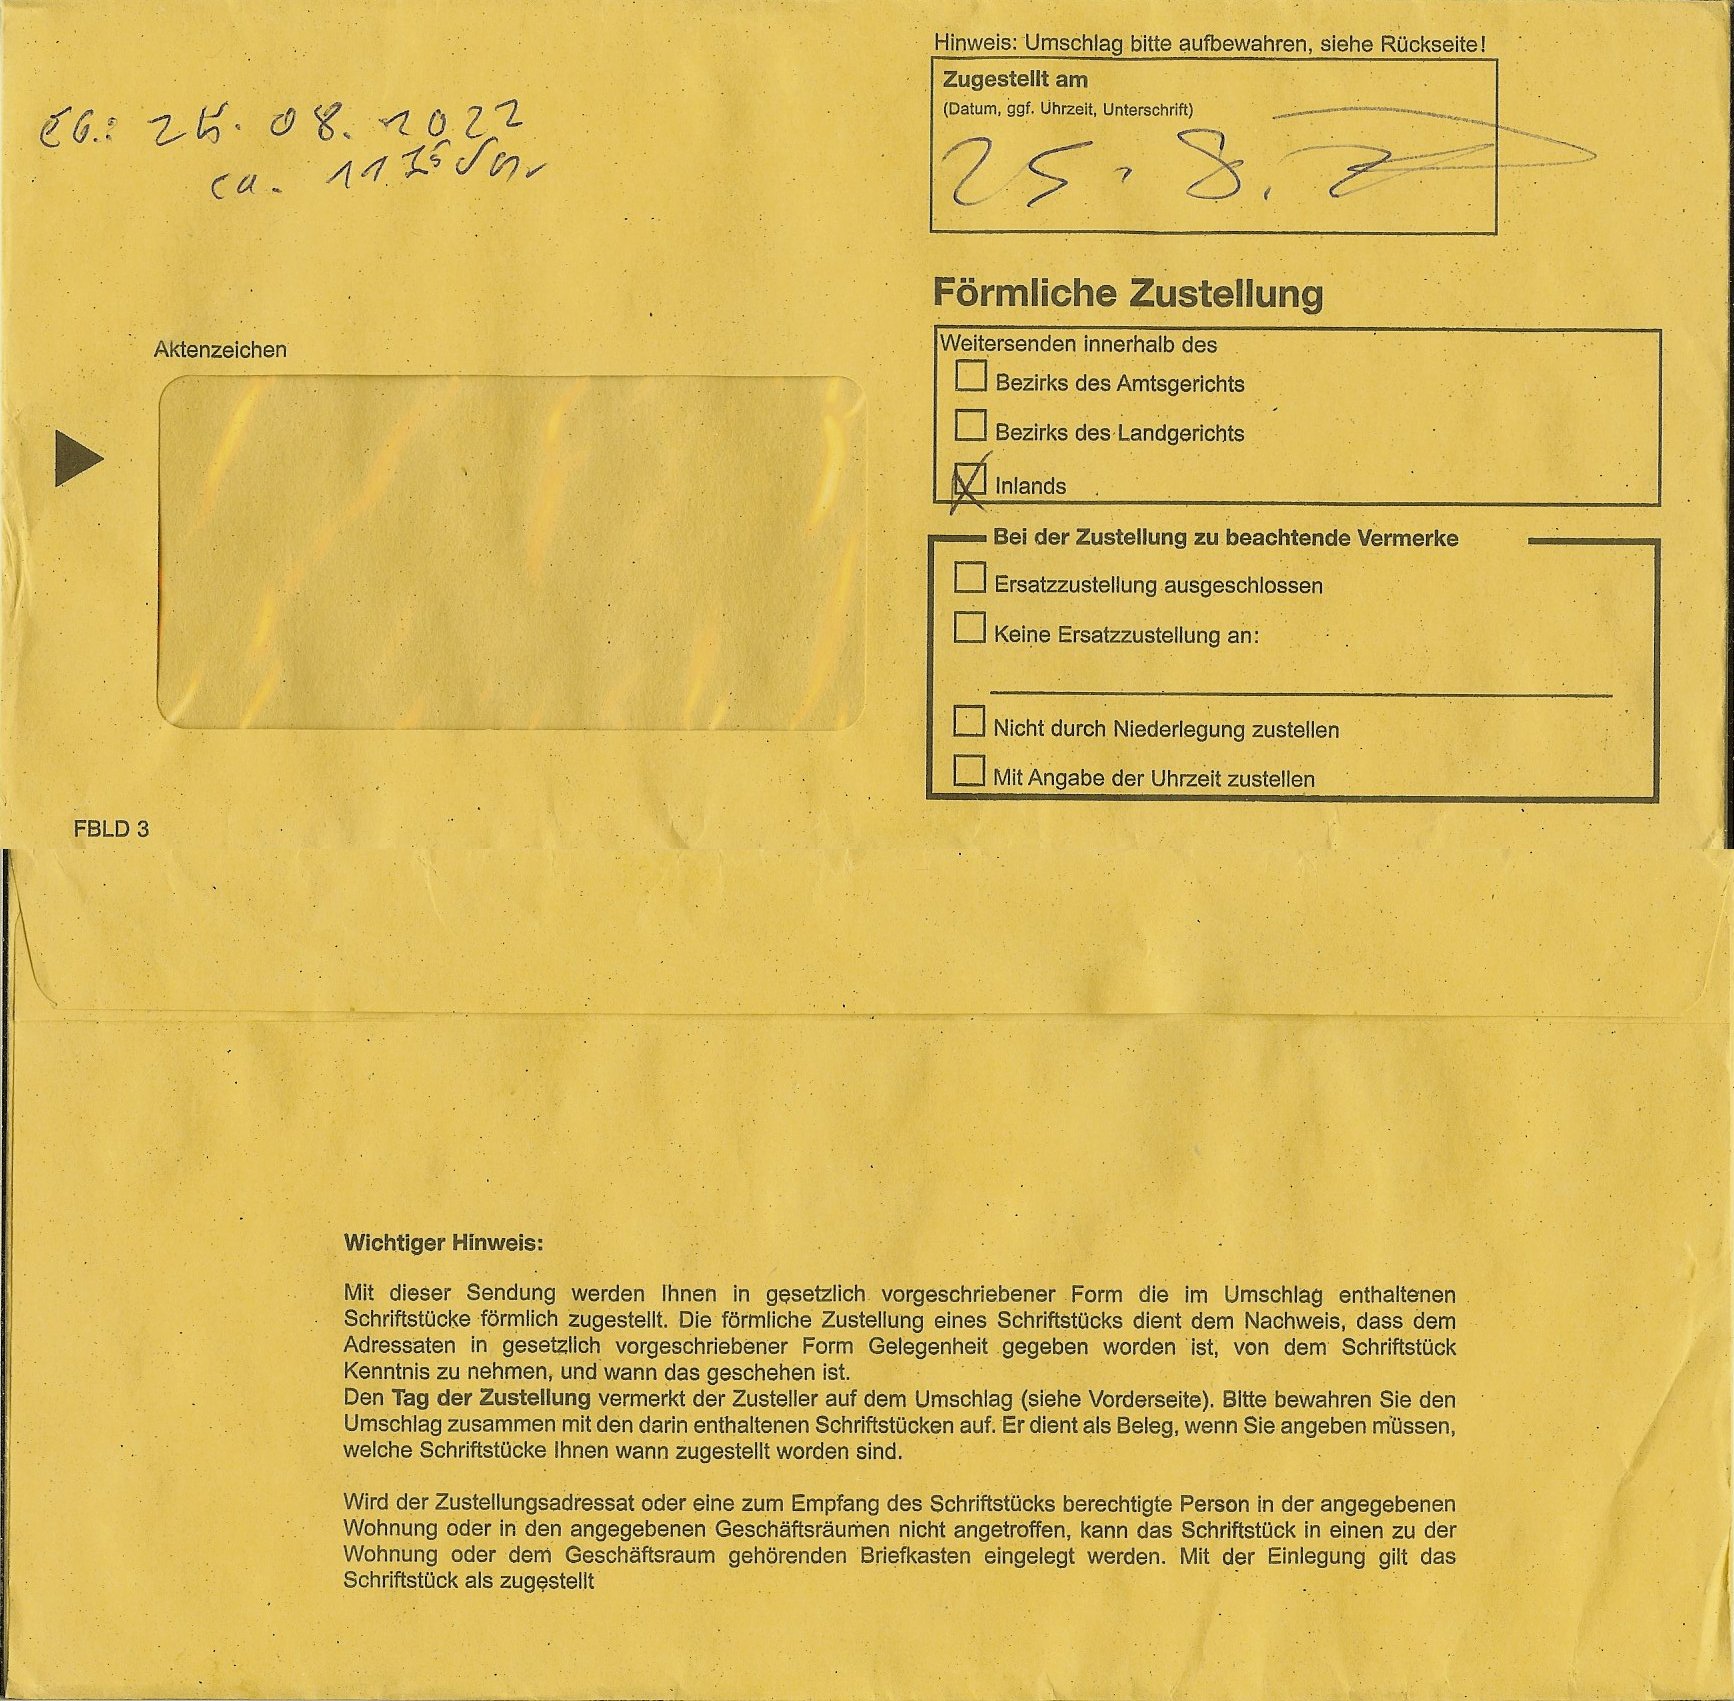 Hinweis: Umschlag bitte aufbewahren, siehe Rückseite!
Zugestellt am
(Datum, ggf. Uhrzeit, Unterschrift)
25. 8.
25. 08. 2022
ca. 11 15
Förmliche Zustellung
Aktenzeichen
Weitersenden innerhalb des
Bezirks des Amtsgerichts
Bezirks des Landgerichts
Inlands
Bei der Zustellung zu beachtende Vermerke
Ersatzzustellung ausgeschlossen
Keine Ersatzzustellung an:
Nicht durch Niederlegung zustellen
Mit Angabe der Uhrzeit zustellen
FBLD 3
Wichtiger Hinweis:
Mit dieser Sendung werden Ihnen in gesetzlich vorgeschriebener Form die im Umschlag enthaltenen
Schriftstücke förmlich zugestellt. Die förmliche Zustellung eines Schriftstücks dient dem Nachweis, dass dem
Adressaten in gesetzlich vorgeschriebener Form Gelegenheit gegeben worden ist, von dem Schriftstück
Kenntnis zu nehmen, und wann das geschehen ist.
Den Tag der Zustellung vermerkt der Zusteller auf dem Umschlag (siehe Vorderseite). Bitte bewahren Sie den
Umschlag zusammen mit den darin enthaltenen Schriftstücken auf. Er dient als Beleg, wenn Sie angeben müssen,
welche Schriftstücke Ihnen wann zugestellt worden sind.
Wird der Zustellungsadressat oder eine zum Empfang des Schriftstücks berechtigte Person in der angegebenen
Wohnung oder in den angegebenen Geschäftsräumen nicht angetroffen, kann das Schriftstück in einen zu der
Wohnung oder dem Geschäftsraum gehörenden Briefkasten eingelegt werden. Mit der Einlegung gilt das
Schriftstück als zugestellt